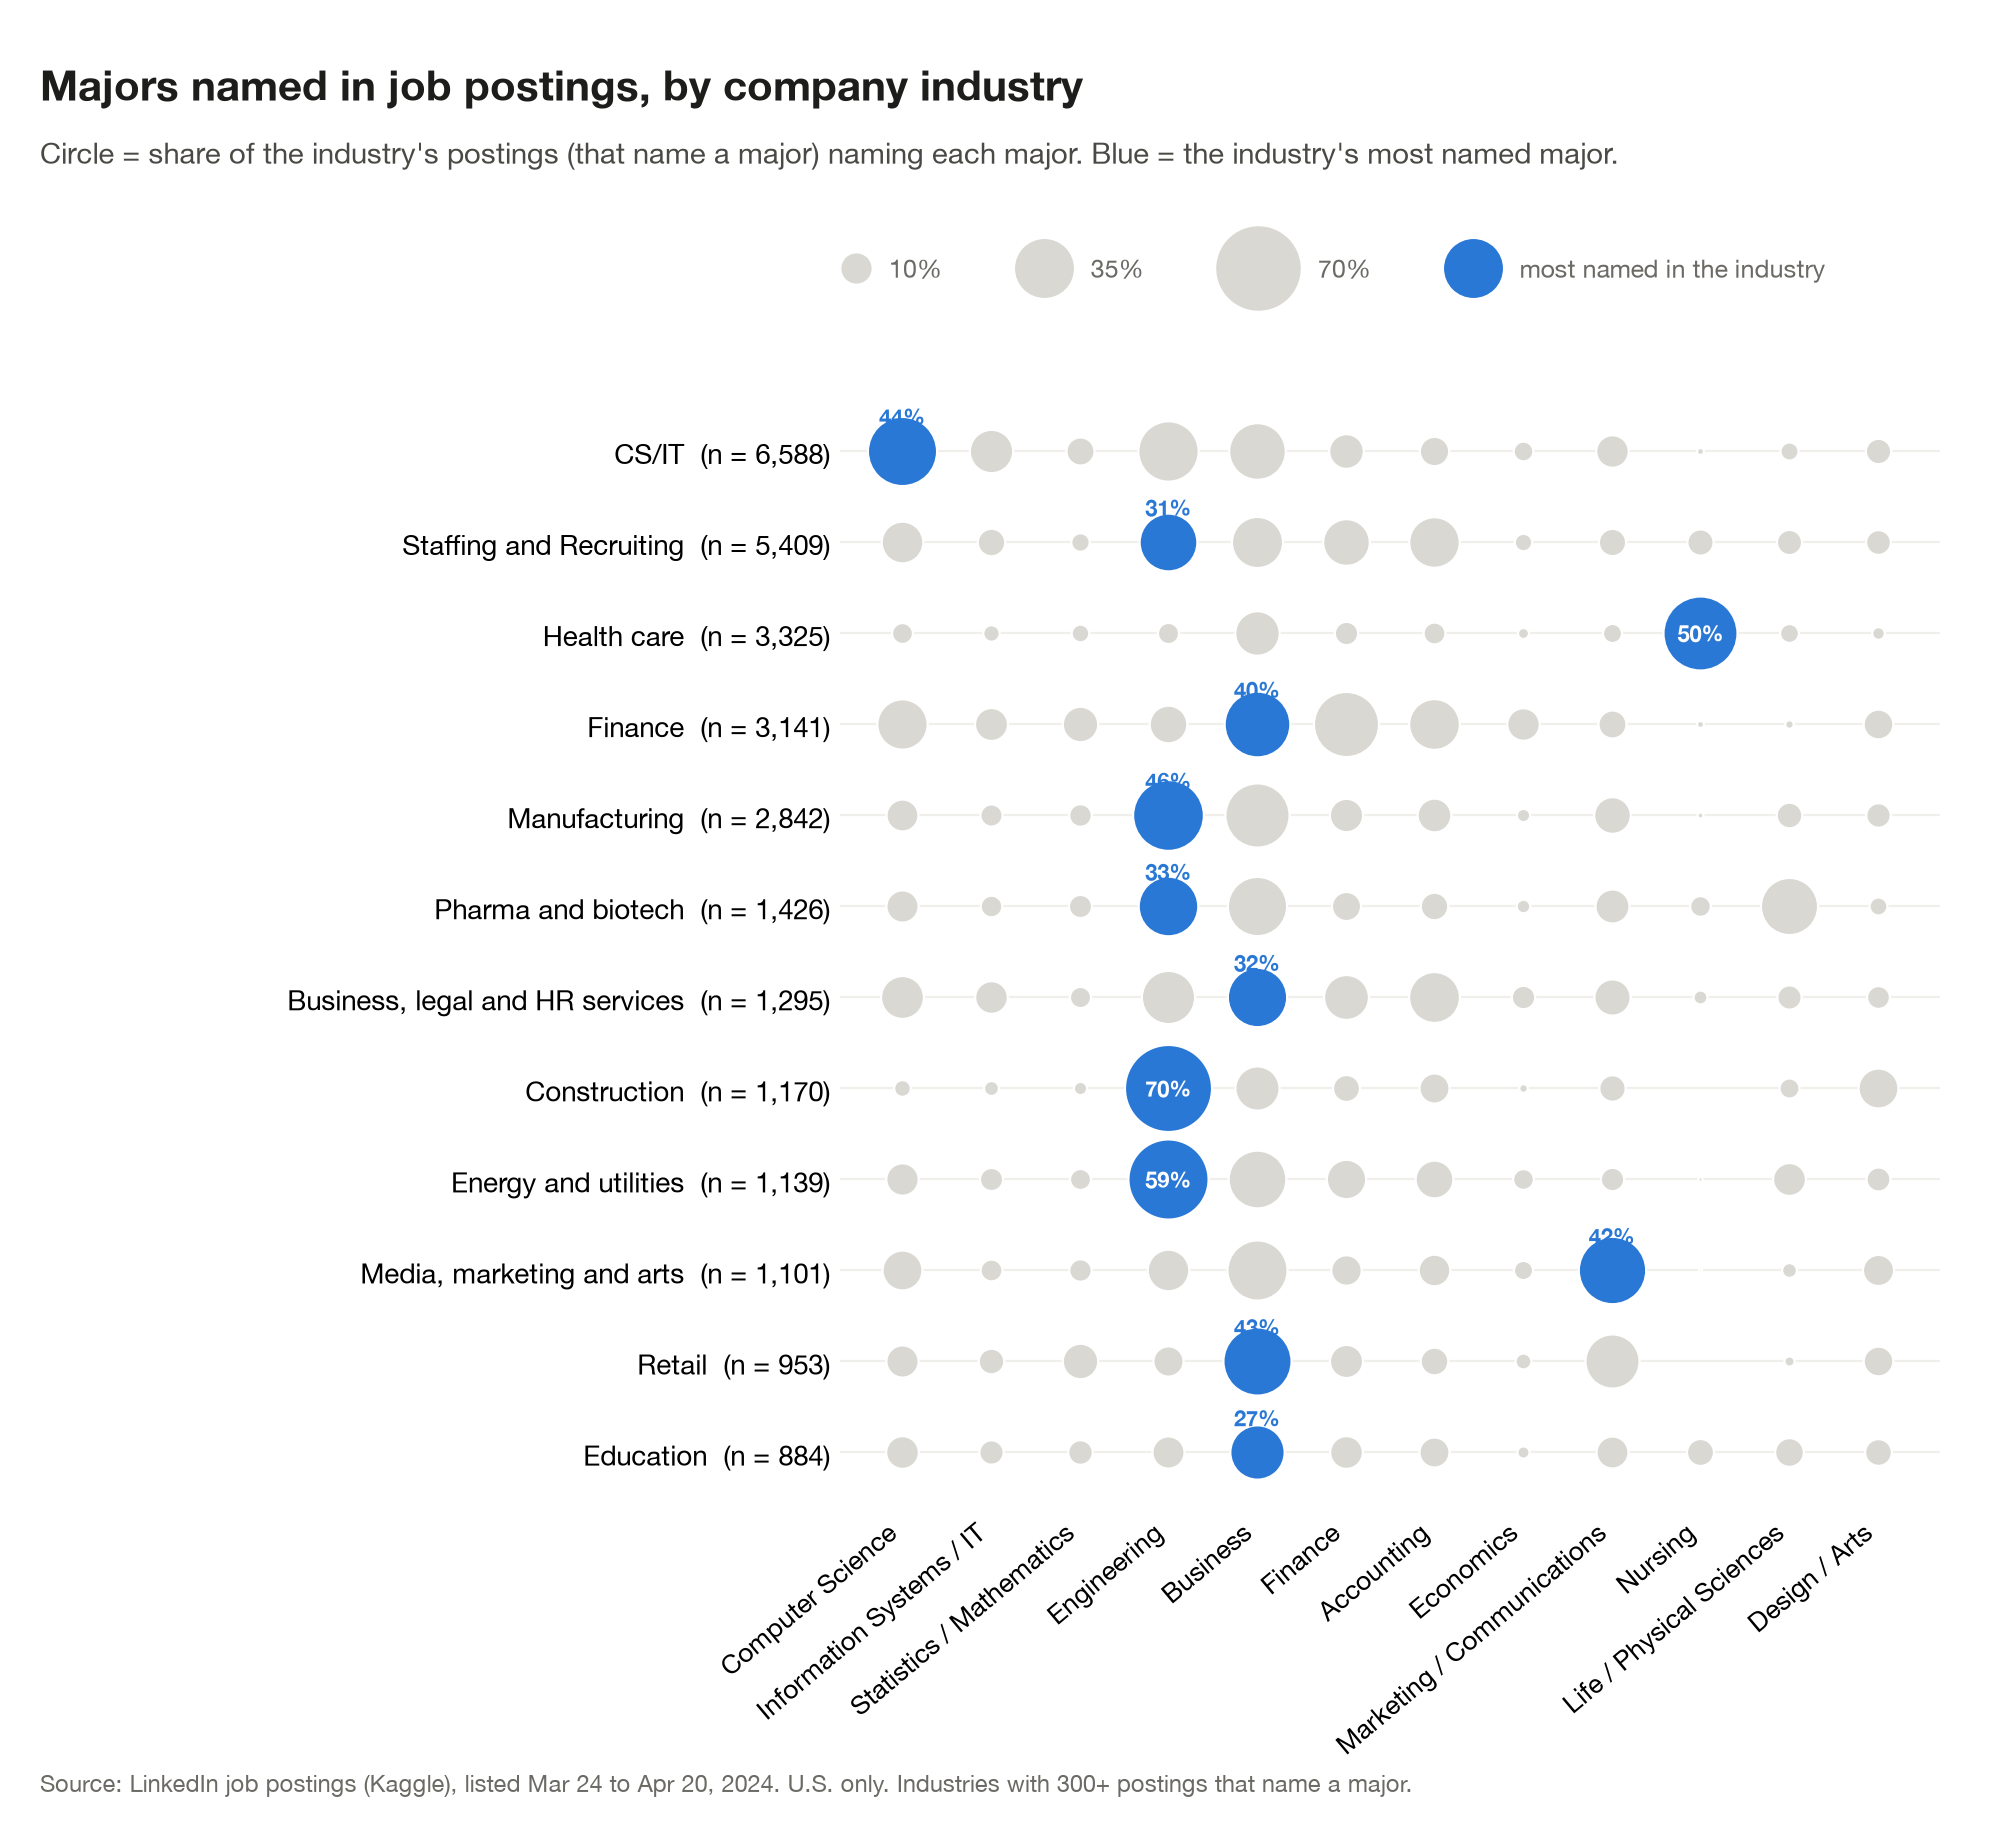 Majors named in job postings, by company industry
Circle = share of the industry's postings (that name a major) naming each major. Blue = the industry's most named major.
10% 35% 70% most named in the industry
44%
CS/IT (n = 6,588)
31%
Staffing and Recruiting (n = 5,409)
Health care (n = 3,325) 50%
40%
Finance (n = 3,141)
46%
Manufacturing (n = 2,842)
33%
Pharma and biotech (n = 1,426)
32%
Business, legal and HR services (n = 1,295)
Construction (n = 1,170) 70%
Energy and utilities (n = 1,139) 59%
42%
Media, marketing and arts (n = 1,101)
43%
Retail (n = 953)
27%
Education (n = 884)
Computer Science
Information Systems / IT
Statistics / Mathematics
Engineering
Business
Finance
Accounting
Economics
Marketing / Communications
Nursing
Life / Physical Sciences
Design / Arts
Source: LinkedIn job postings (Kaggle), listed Mar 24 to Apr 20, 2024. U.S. only. Industries with 300+ postings that name a major.